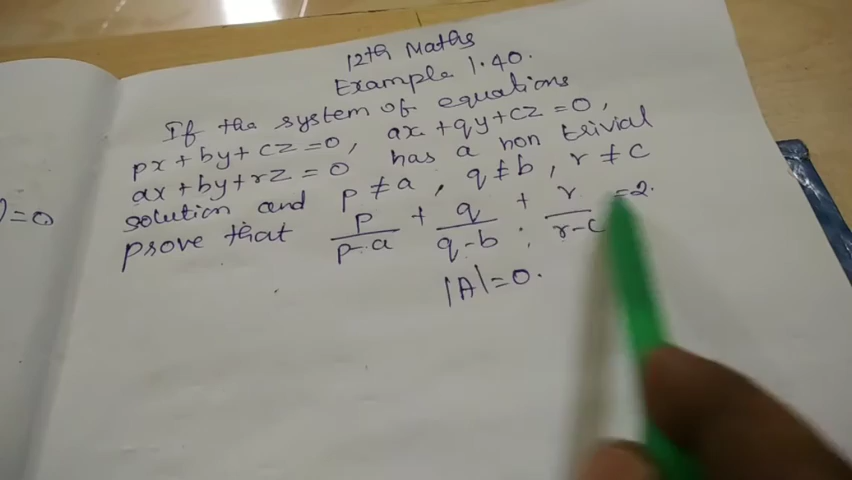 12th Maths
Example 1.40.
If the system of equations
px + by + cz = 0, ax + qy + cz = 0,
ax + by + rz = 0 has a non trivial
solution and p ≠ a, q ≠ b, r ≠ c
prove that p/p-a + q/q-b + r/r-c = 2.
|A| = 0.
) = 0